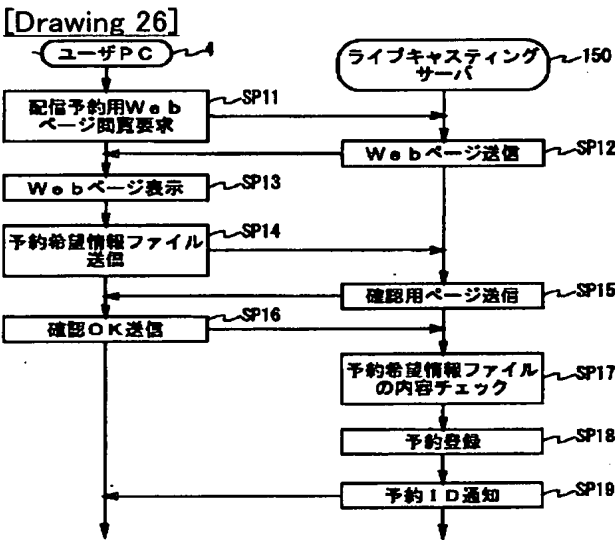 [Drawing 26]
ユーザPC
4
ライブキャスティング
サーバ
150
配信予約用Web
ページ閲覧要求
SP11
Webページ送信
SP12
Webページ表示
SP13
予約希望情報ファイル
送信
SP14
確認用ページ送信
SP15
確認OK送信
SP16
予約希望情報ファイル
の内容チェック
SP17
予約登録
SP18
予約ID通知
SP19